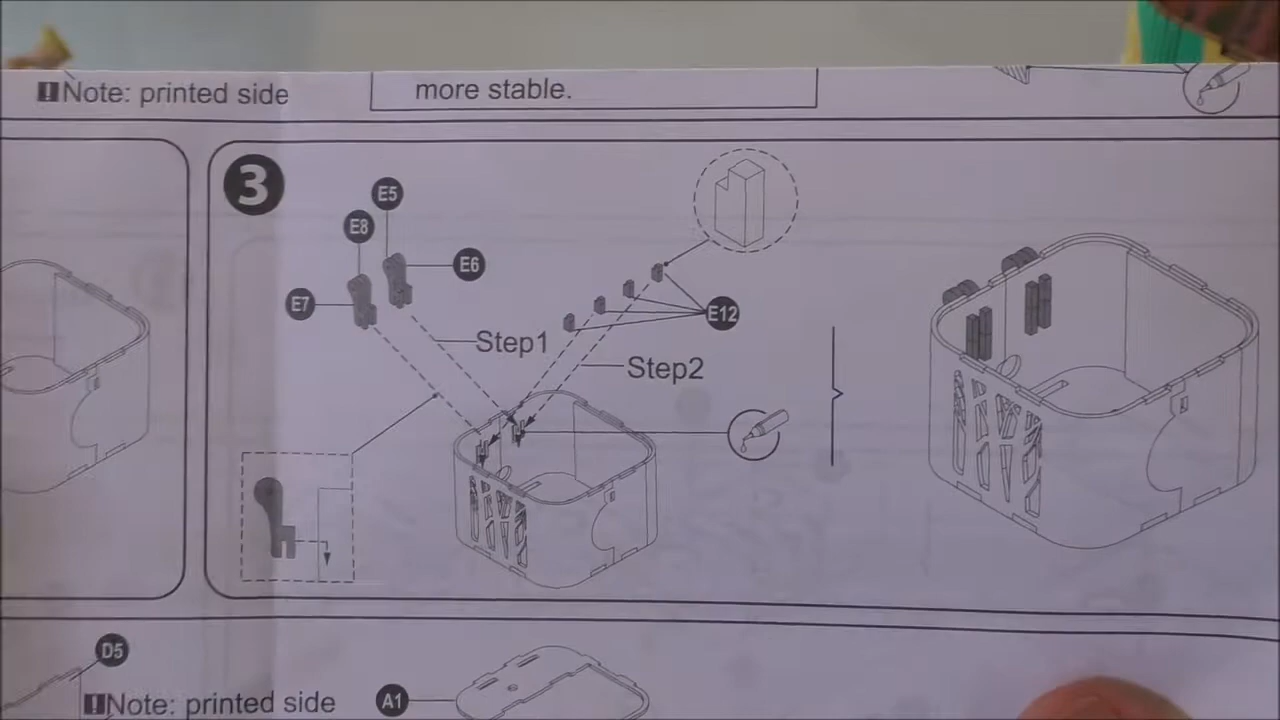 Note: printed side
more stable.
3
E5
E8
E6
E7
E12
Step1
Step2
D5
Note: printed side
A1